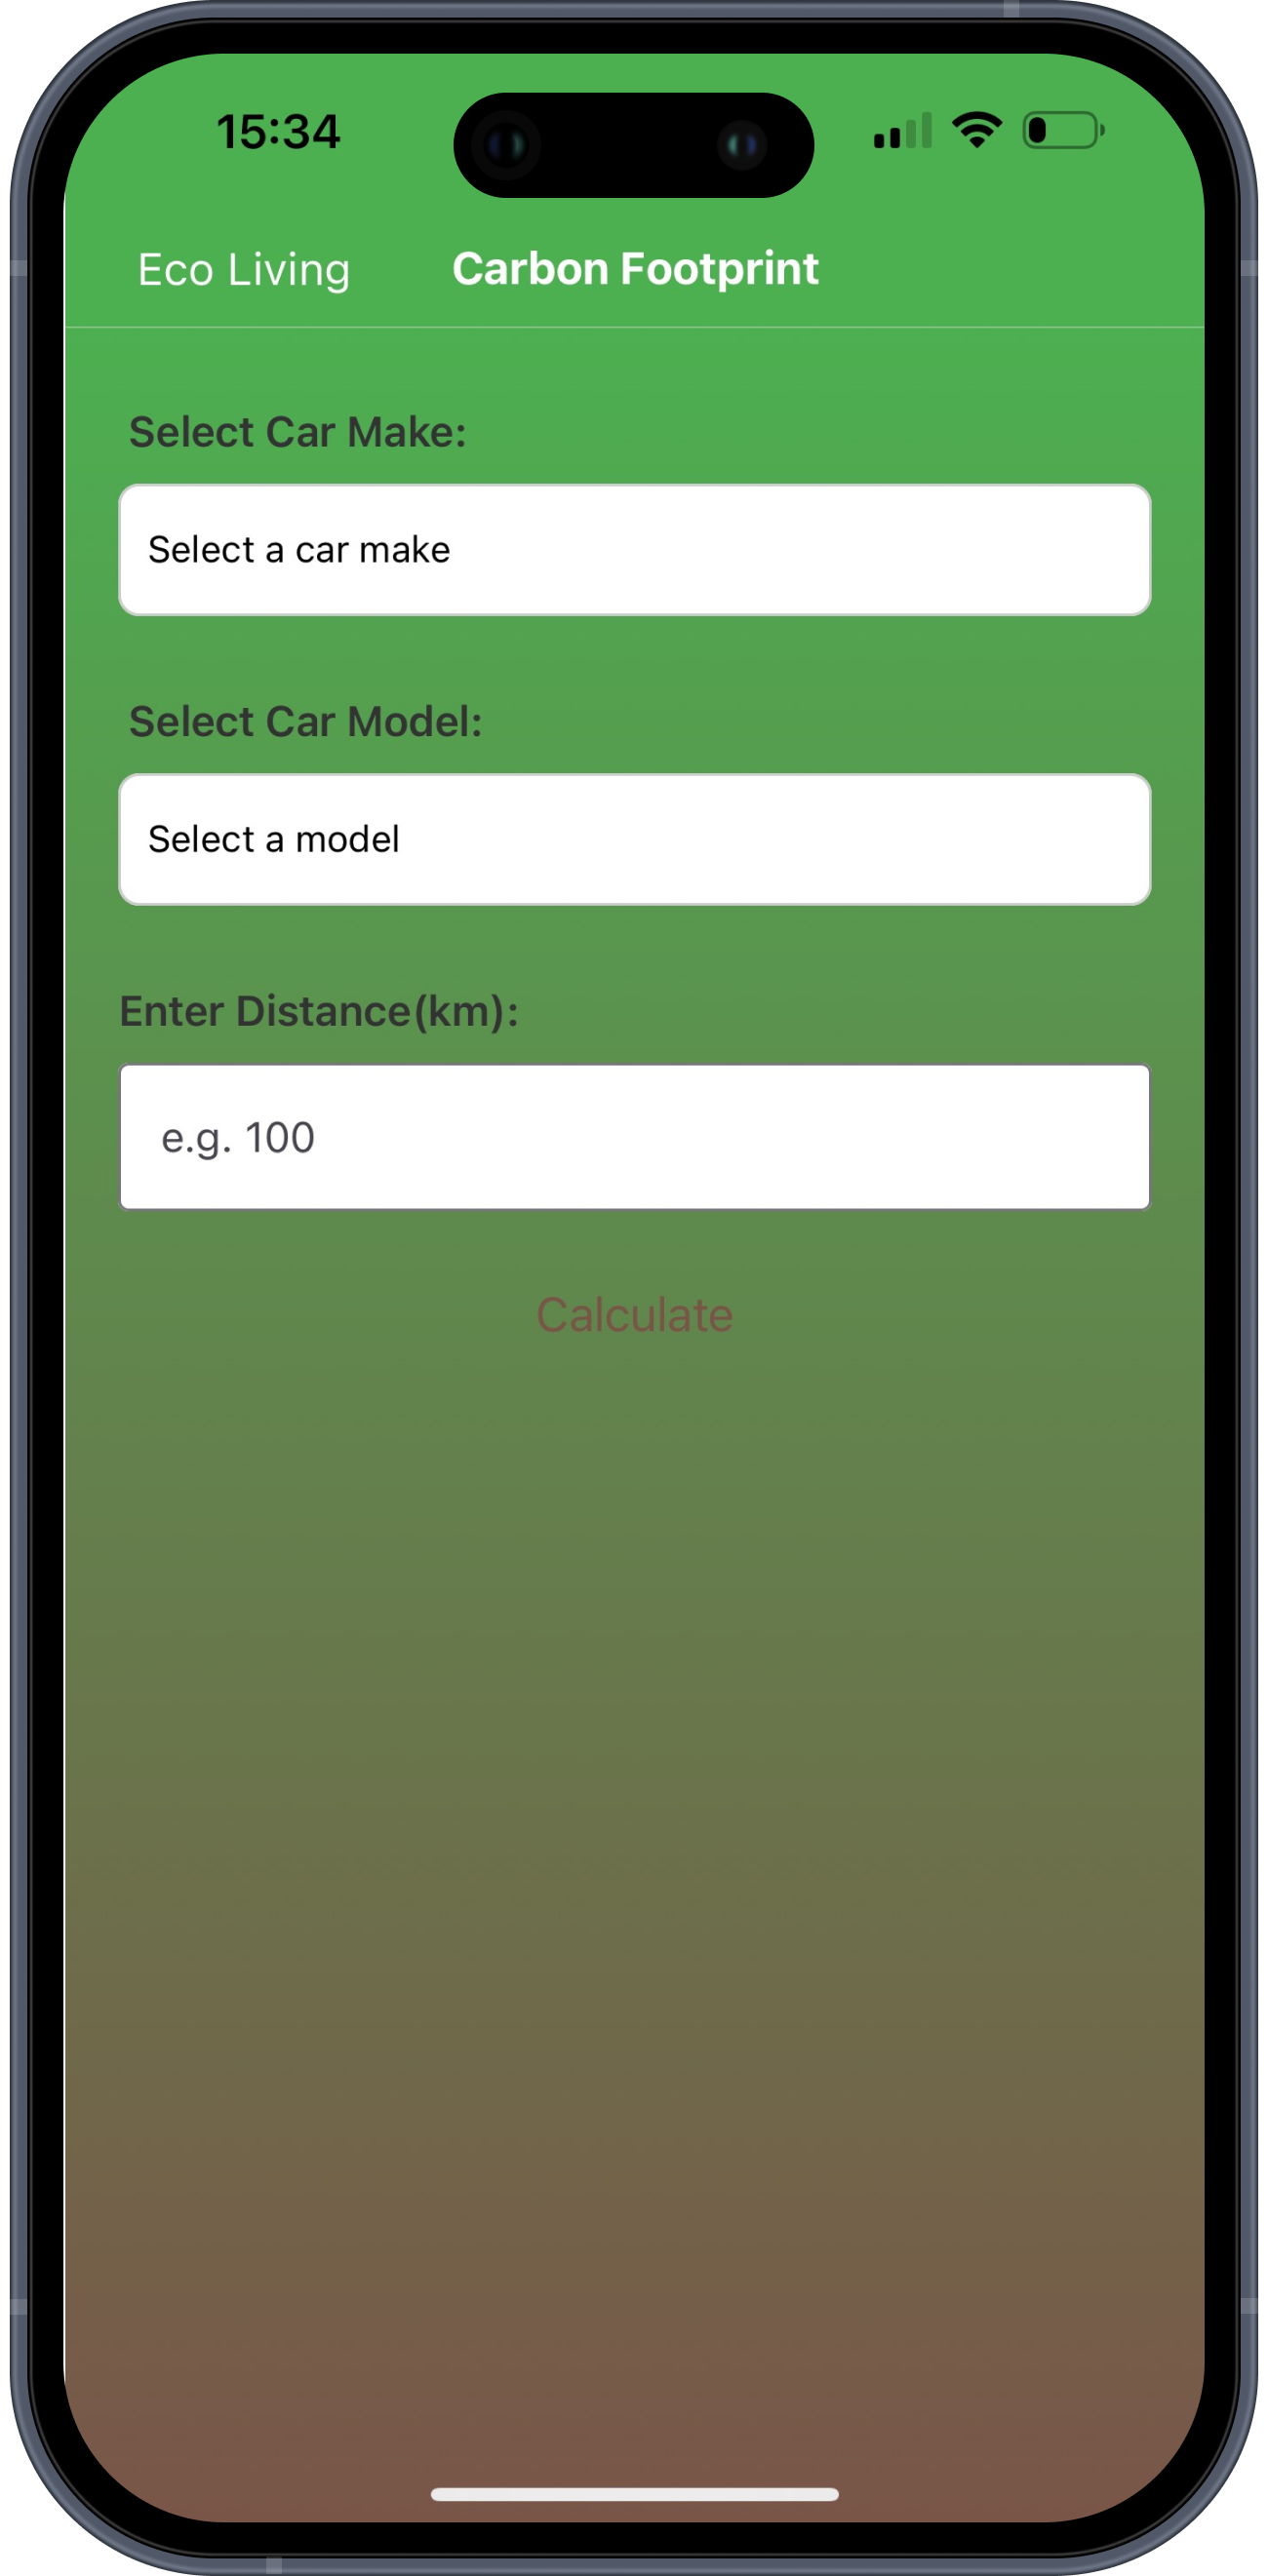 15:34
Eco Living Carbon Footprint
Select Car Make:
Select a car make
Select Car Model:
Select a model
Enter Distance(km):
e.g. 100
Calculate